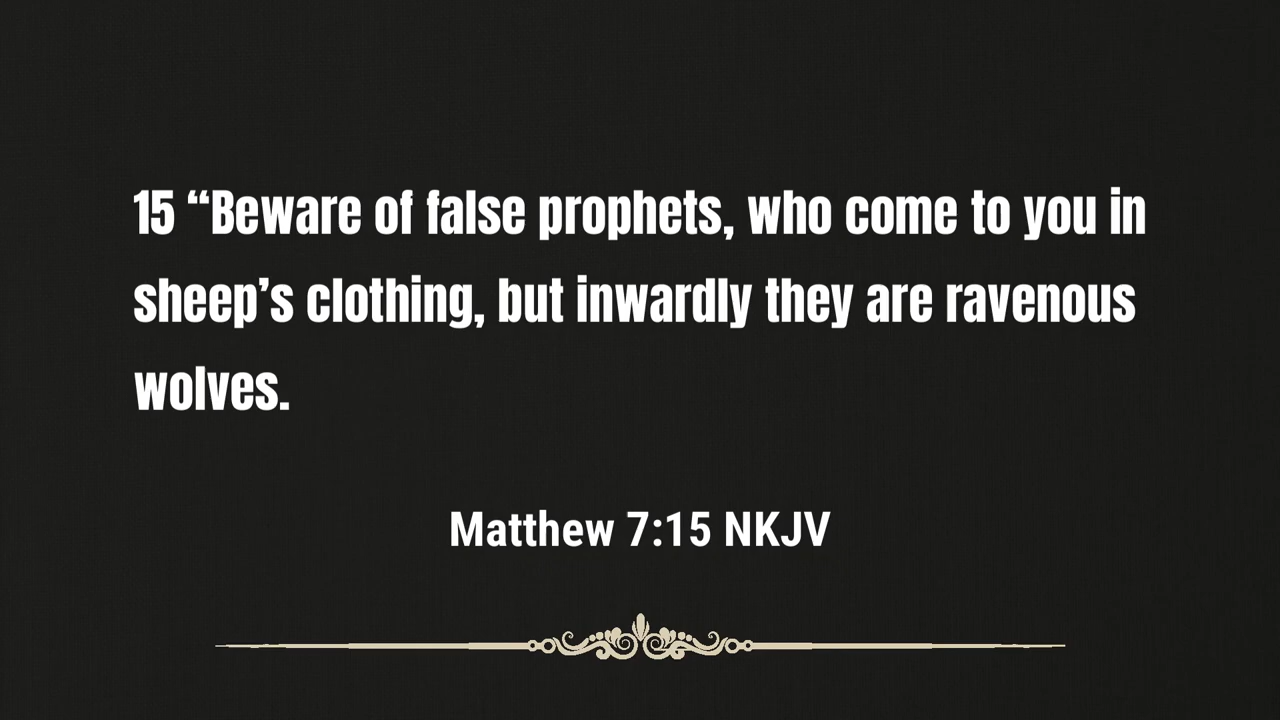 15 “Beware of false prophets, who come to you in
sheep’s clothing, but inwardly they are ravenous
wolves.
Matthew 7:15 NKJV